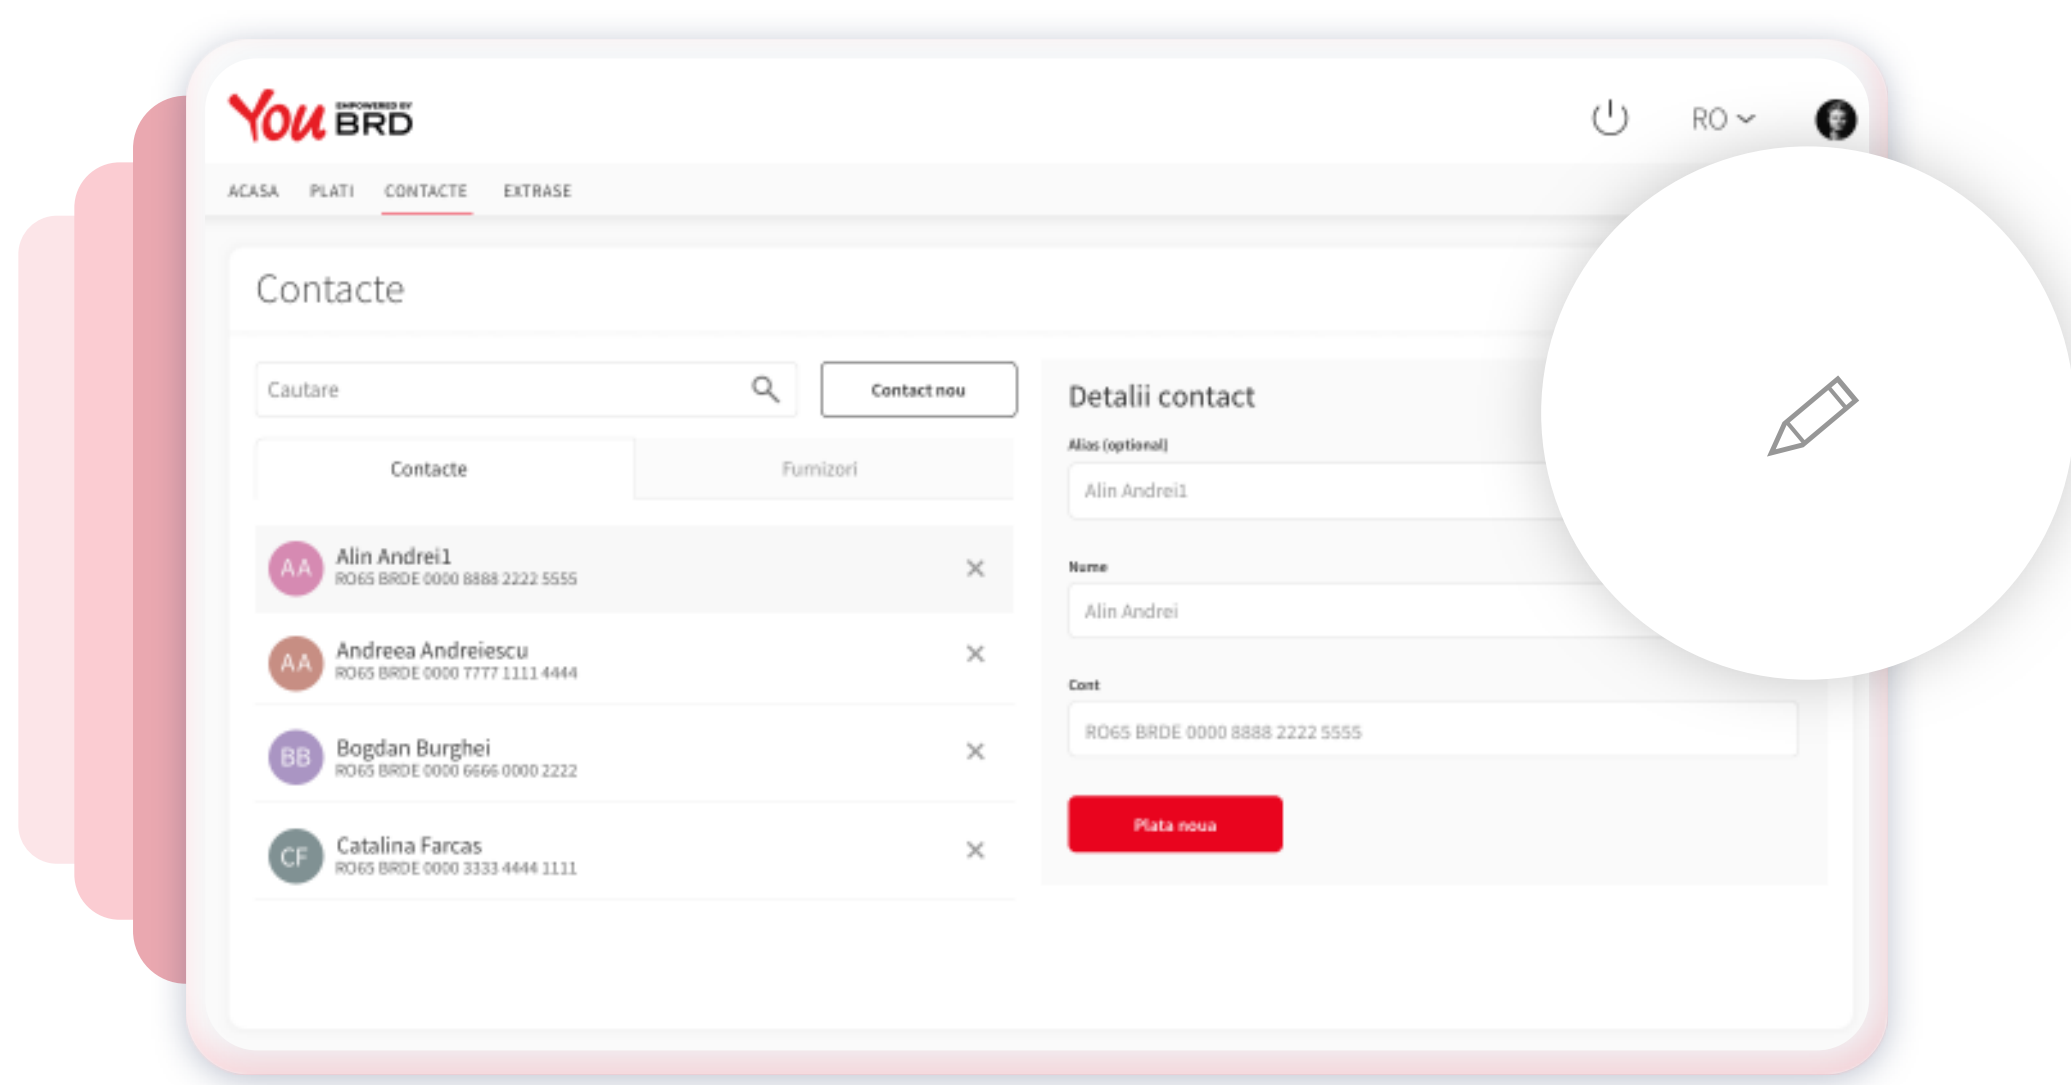 You EMPOWERED BY BRD
RO
ACASA PLATI CONTACTE EXTRASE
Contacte
Cautare
Contact nou
Contacte
Furnizori
AA
Alin Andrei1
RO65 BRDE 0000 8888 2222 5555
AA
Andreea Andreiescu
RO65 BRDE 0000 7777 1111 4444
BB
Bogdan Burghei
RO65 BRDE 0000 6666 0000 2222
CF
Catalina Farcas
RO65 BRDE 0000 3333 4444 1111
Detalii contact
Alias (optional)
Alin Andrei1
Nume
Alin Andrei
Cont
RO65 BRDE 0000 8888 2222 5555
Plata noua